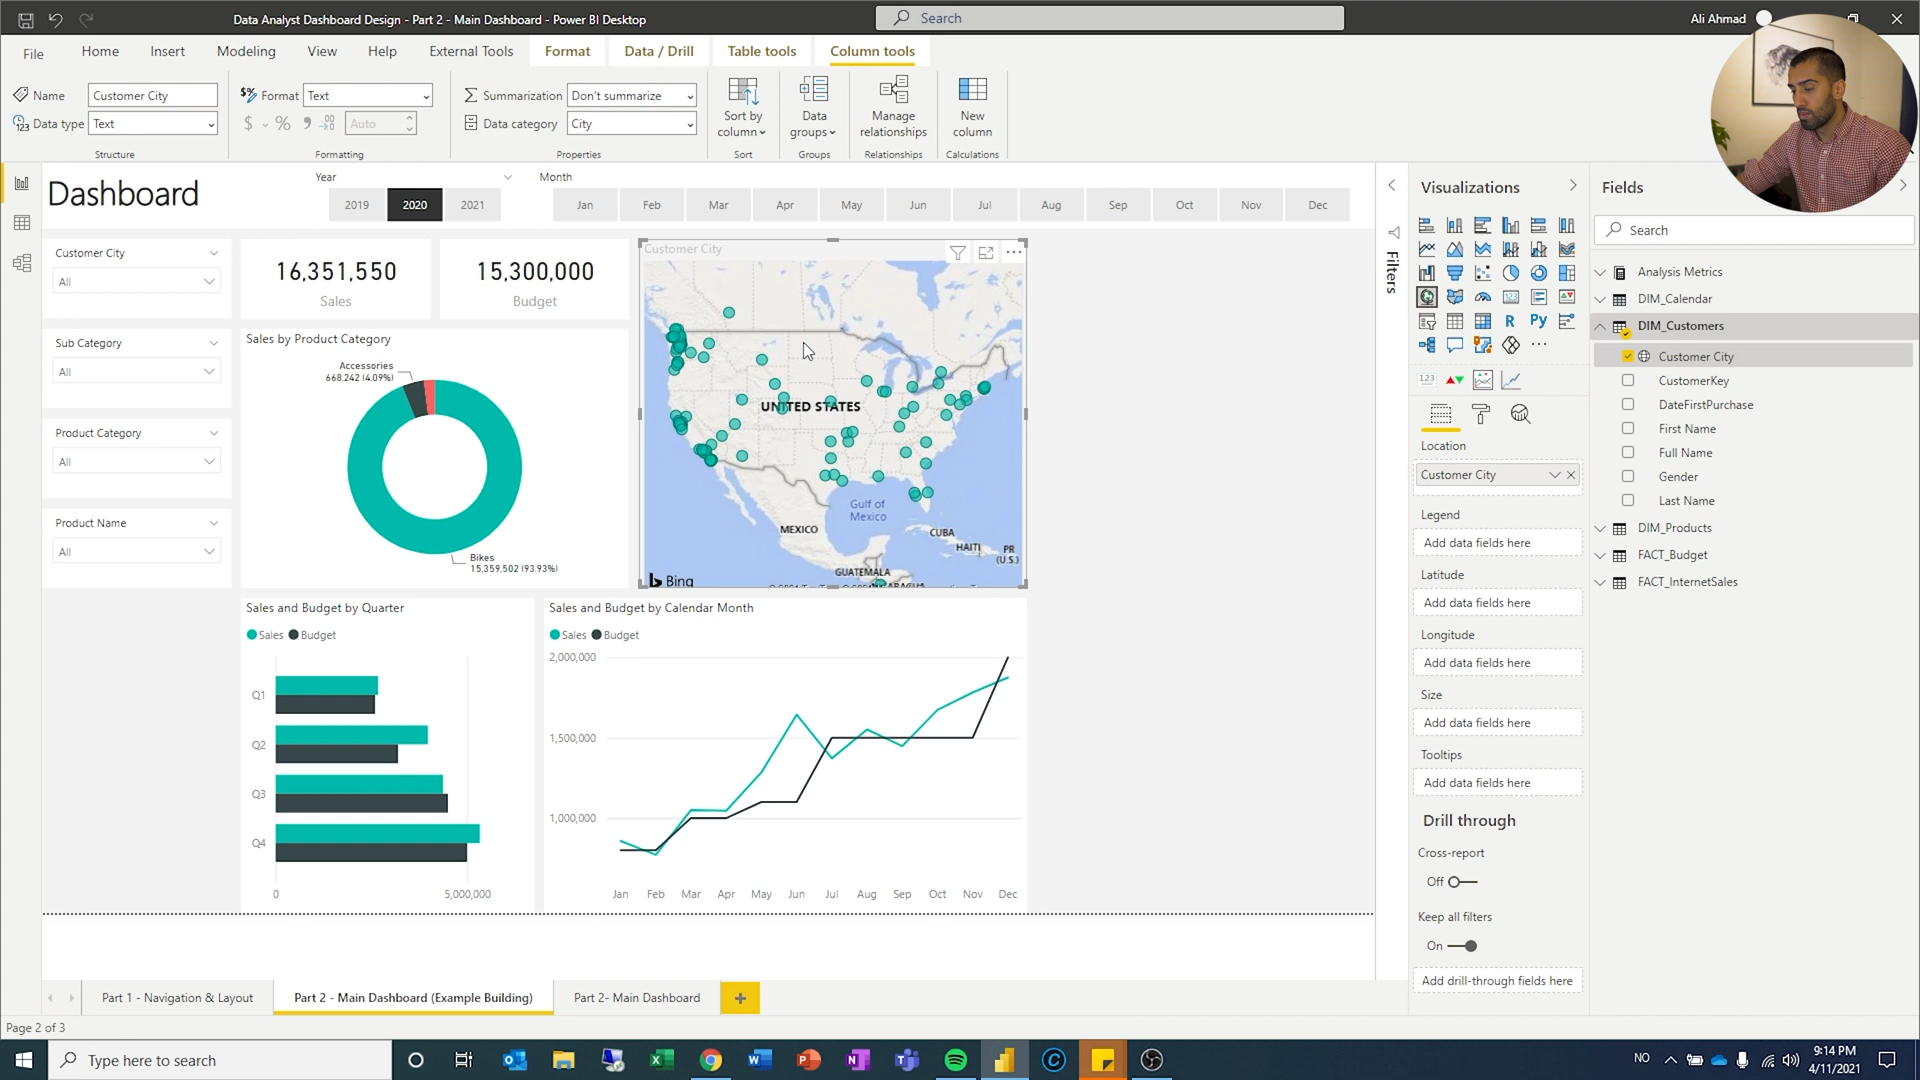 Data Analyst Dashboard Design - Part 2 - Main Dashboard - Power BI Desktop
Search
Ali Ahmad
File
Home
Insert
Modeling
View
Help
External Tools
Format
Data / Drill
Table tools
Column tools
Name
Customer City
Format
Text
Summarization
Don't summarize
Sort by
column
Data
groups
Manage
relationships
New
column
Data type
Text
$ % 9
Auto
Data category
City
Structure
Formatting
Properties
Sort
Groups
Relationships
Calculations
Dashboard
Year
2019
2020
2021
Month
Jan
Feb
Mar
Apr
May
Jun
Jul
Aug
Sep
Oct
Nov
Dec
Customer City
All
Sub Category
All
Product Category
All
Product Name
All
16,351,550
Sales
15,300,000
Budget
Sales by Product Category
Accessories
668,242 (4.09%)
Bikes
15,359,502 (93.93%)
Customer City
UNITED STATES
Gulf of
Mexico
MEXICO
CUBA
HAITI
PR
(U.S.)
GUATEMALA
Bing
Sales and Budget by Quarter
Sales
Budget
Q1
Q2
Q3
Q4
0
5,000,000
Sales and Budget by Calendar Month
Sales
Budget
2,000,000
1,500,000
1,000,000
Jan
Feb
Mar
Apr
May
Jun
Jul
Aug
Sep
Oct
Nov
Dec
Filters
Visualizations
R
Py
123
123
Location
Customer City
Legend
Add data fields here
Latitude
Add data fields here
Longitude
Add data fields here
Size
Add data fields here
Tooltips
Add data fields here
Drill through
Cross-report
Off
Keep all filters
On
Add drill-through fields here
Fields
Search
Analysis Metrics
DIM_Calendar
DIM_Customers
Customer City
CustomerKey
DateFirstPurchase
First Name
Full Name
Gender
Last Name
DIM_Products
FACT_Budget
FACT_InternetSales
Part 1 - Navigation & Layout
Part 2 - Main Dashboard (Example Building)
Part 2- Main Dashboard
+
Page 2 of 3
Type here to search
NO
9:14 PM
4/11/2021